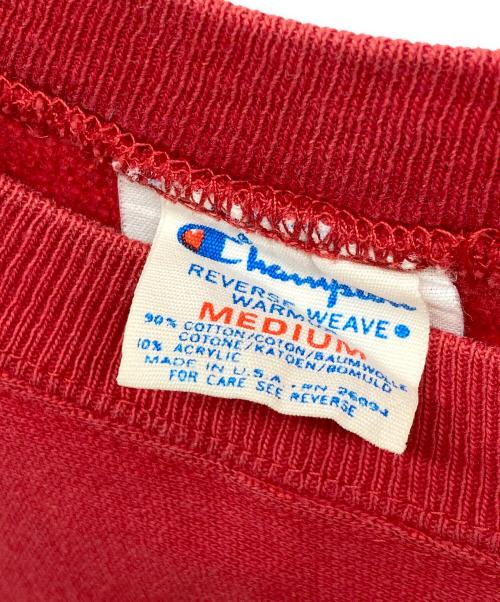 Champion
REVERSE WEAVE®
WARM
MEDIUM
90% COTTON/COTON/BAUMWOLLE
COTONE/KATOEN/BOMULD
10% ACRYLIC
MADE IN U.S.A. RN 26094
FOR CARE SEE REVERSE